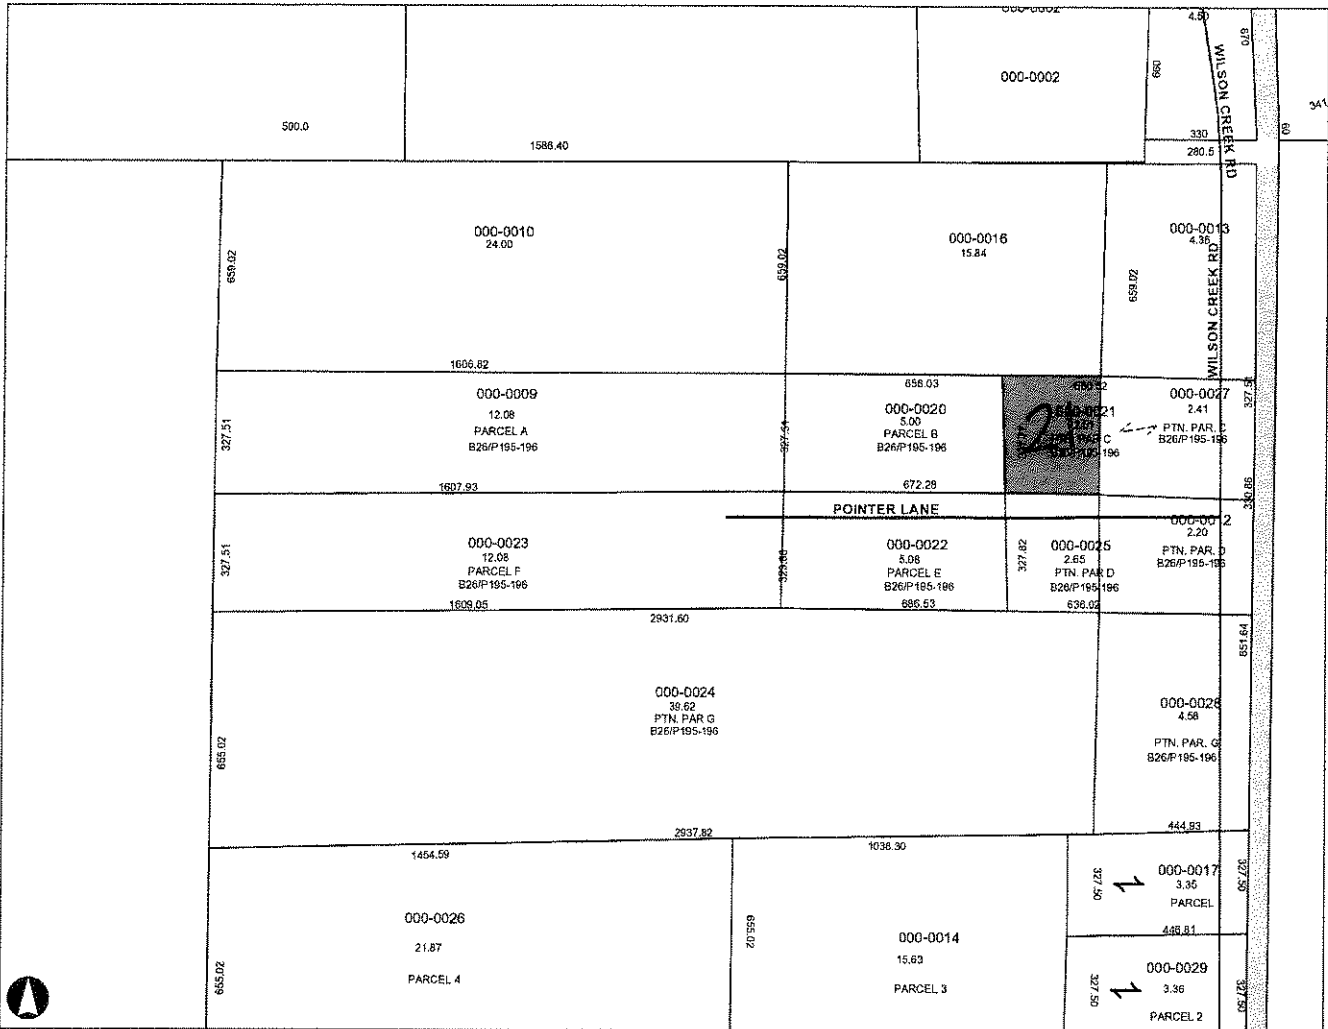 4.50
670
000-0002
660
WILSON CREEK RD
341
500.0
1586.40
330
60
280.5
000-0010
24.00
000-0016
15.84
000-0013
4.35
659.02
659.02
659.02
WILSON CREEK RD
1606.82
656.03
000-0009
12.08
PARCEL A
B26/P195-196
327.51
000-0020
5.00
PARCEL B
B26/P195-196
21
000-0027
2.41
PTN. PAR. C
B26/P195-196
1607.93
672.28
330.86
POINTER LANE
000-0023
12.08
PARCEL F
B26/P195-196
327.51
000-0022
5.08
PARCEL E
B26/P195-196
327.82
000-0025
2.65
PTN. PAR D
B26/P195-196
2.20
PTN. PAR. D
B26/P195-196
1609.05
686.53
636.02
2931.60
851.64
000-0024
39.62
PTN. PAR G
B26/P195-196
000-0028
4.58
PTN. PAR. G
B26/P195-196
655.02
2937.82
444.93
1454.59
1036.30
000-0017
3.35
PARCEL
327.50
327.50
446.81
000-0026
21.87
PARCEL 4
655.02
655.02
000-0014
15.63
PARCEL 3
000-0029
3.36
PARCEL 2
327.50
327.50